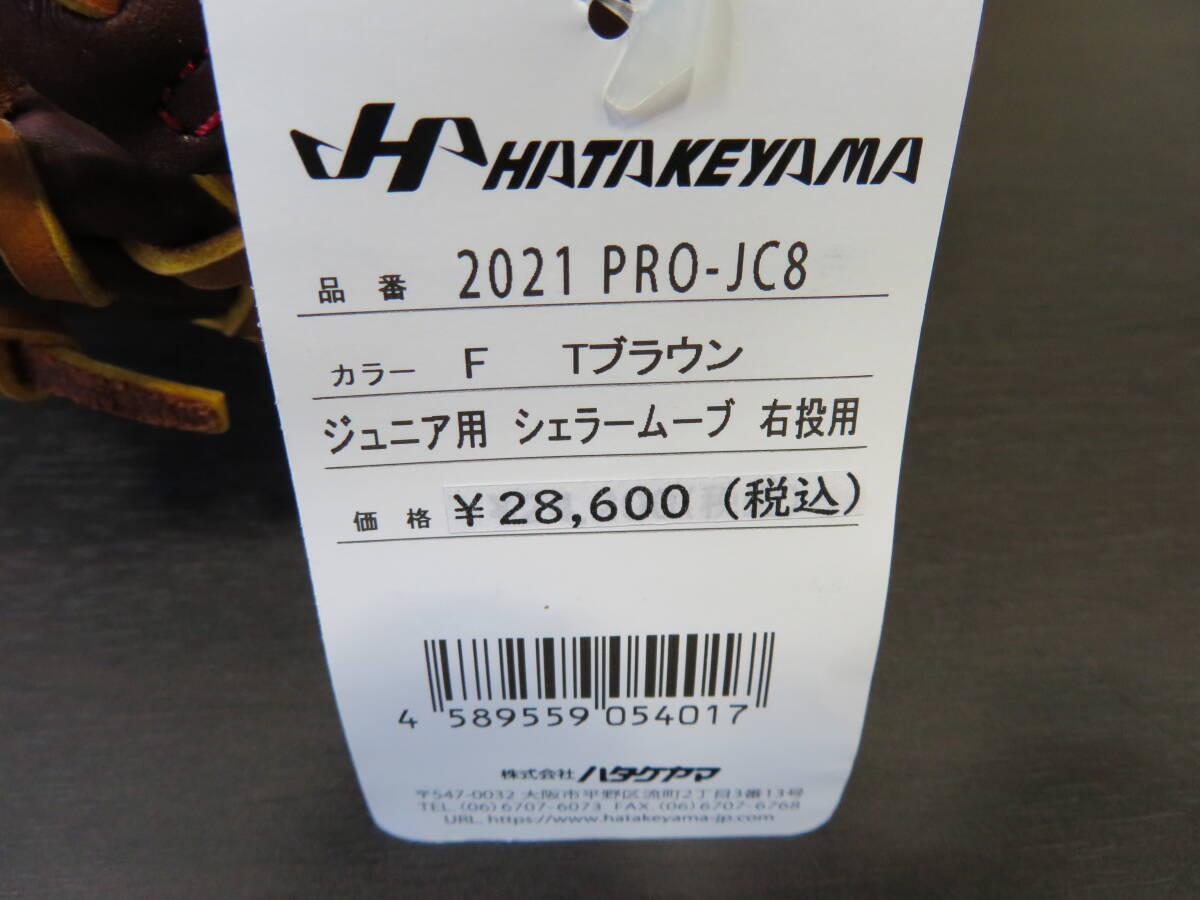 HATAKEYAMA
品番 2021 PRO-JC8
カラー F Tブラウン
ジュニア用 シェラームーブ 右投用
価格 ¥28,600 (税込)
4 589559 054017
株式会社 ハタケヤマ
〒547-0032 大阪市平野区流町2丁目3番13号
TEL.(06)6707-6073 FAX.(06)6707-6768
URL. https://www.hatakeyama-jp.com